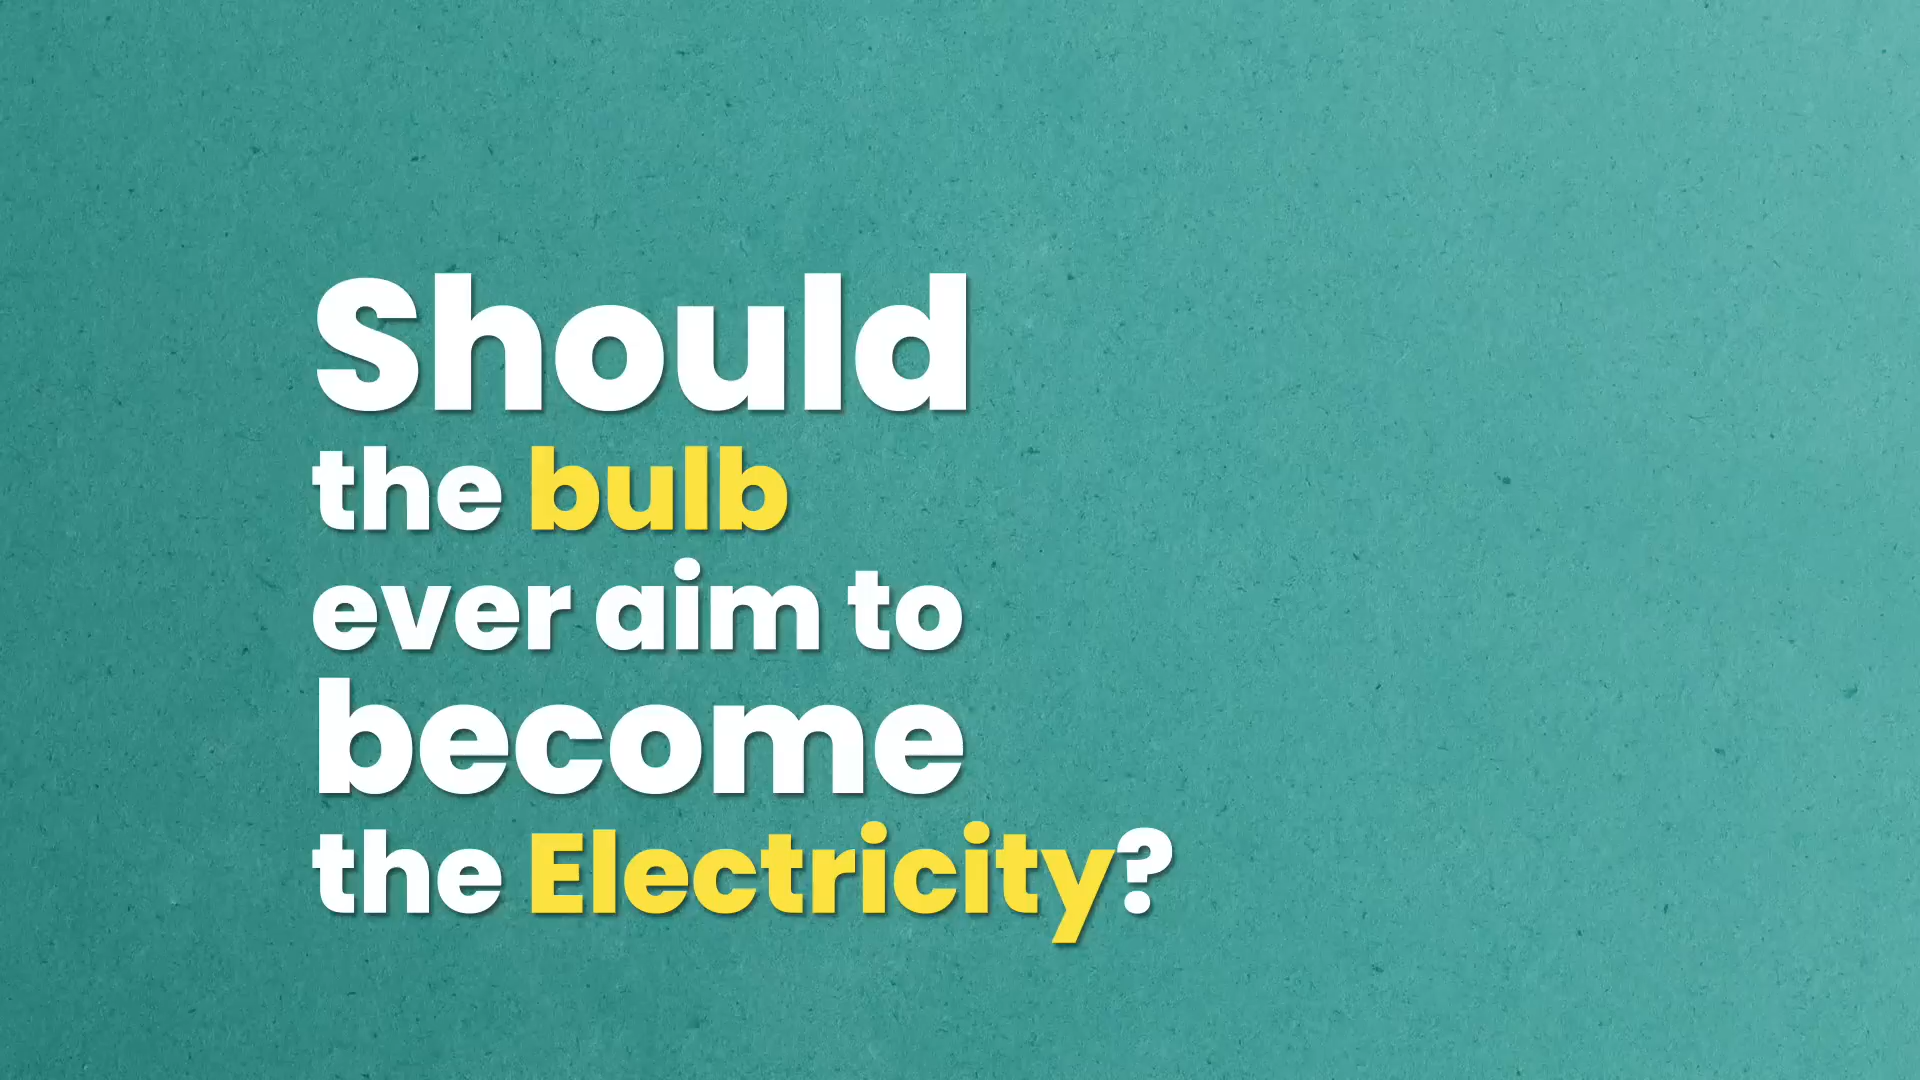 Should
the bulb
ever aim to
become
the Electricity?